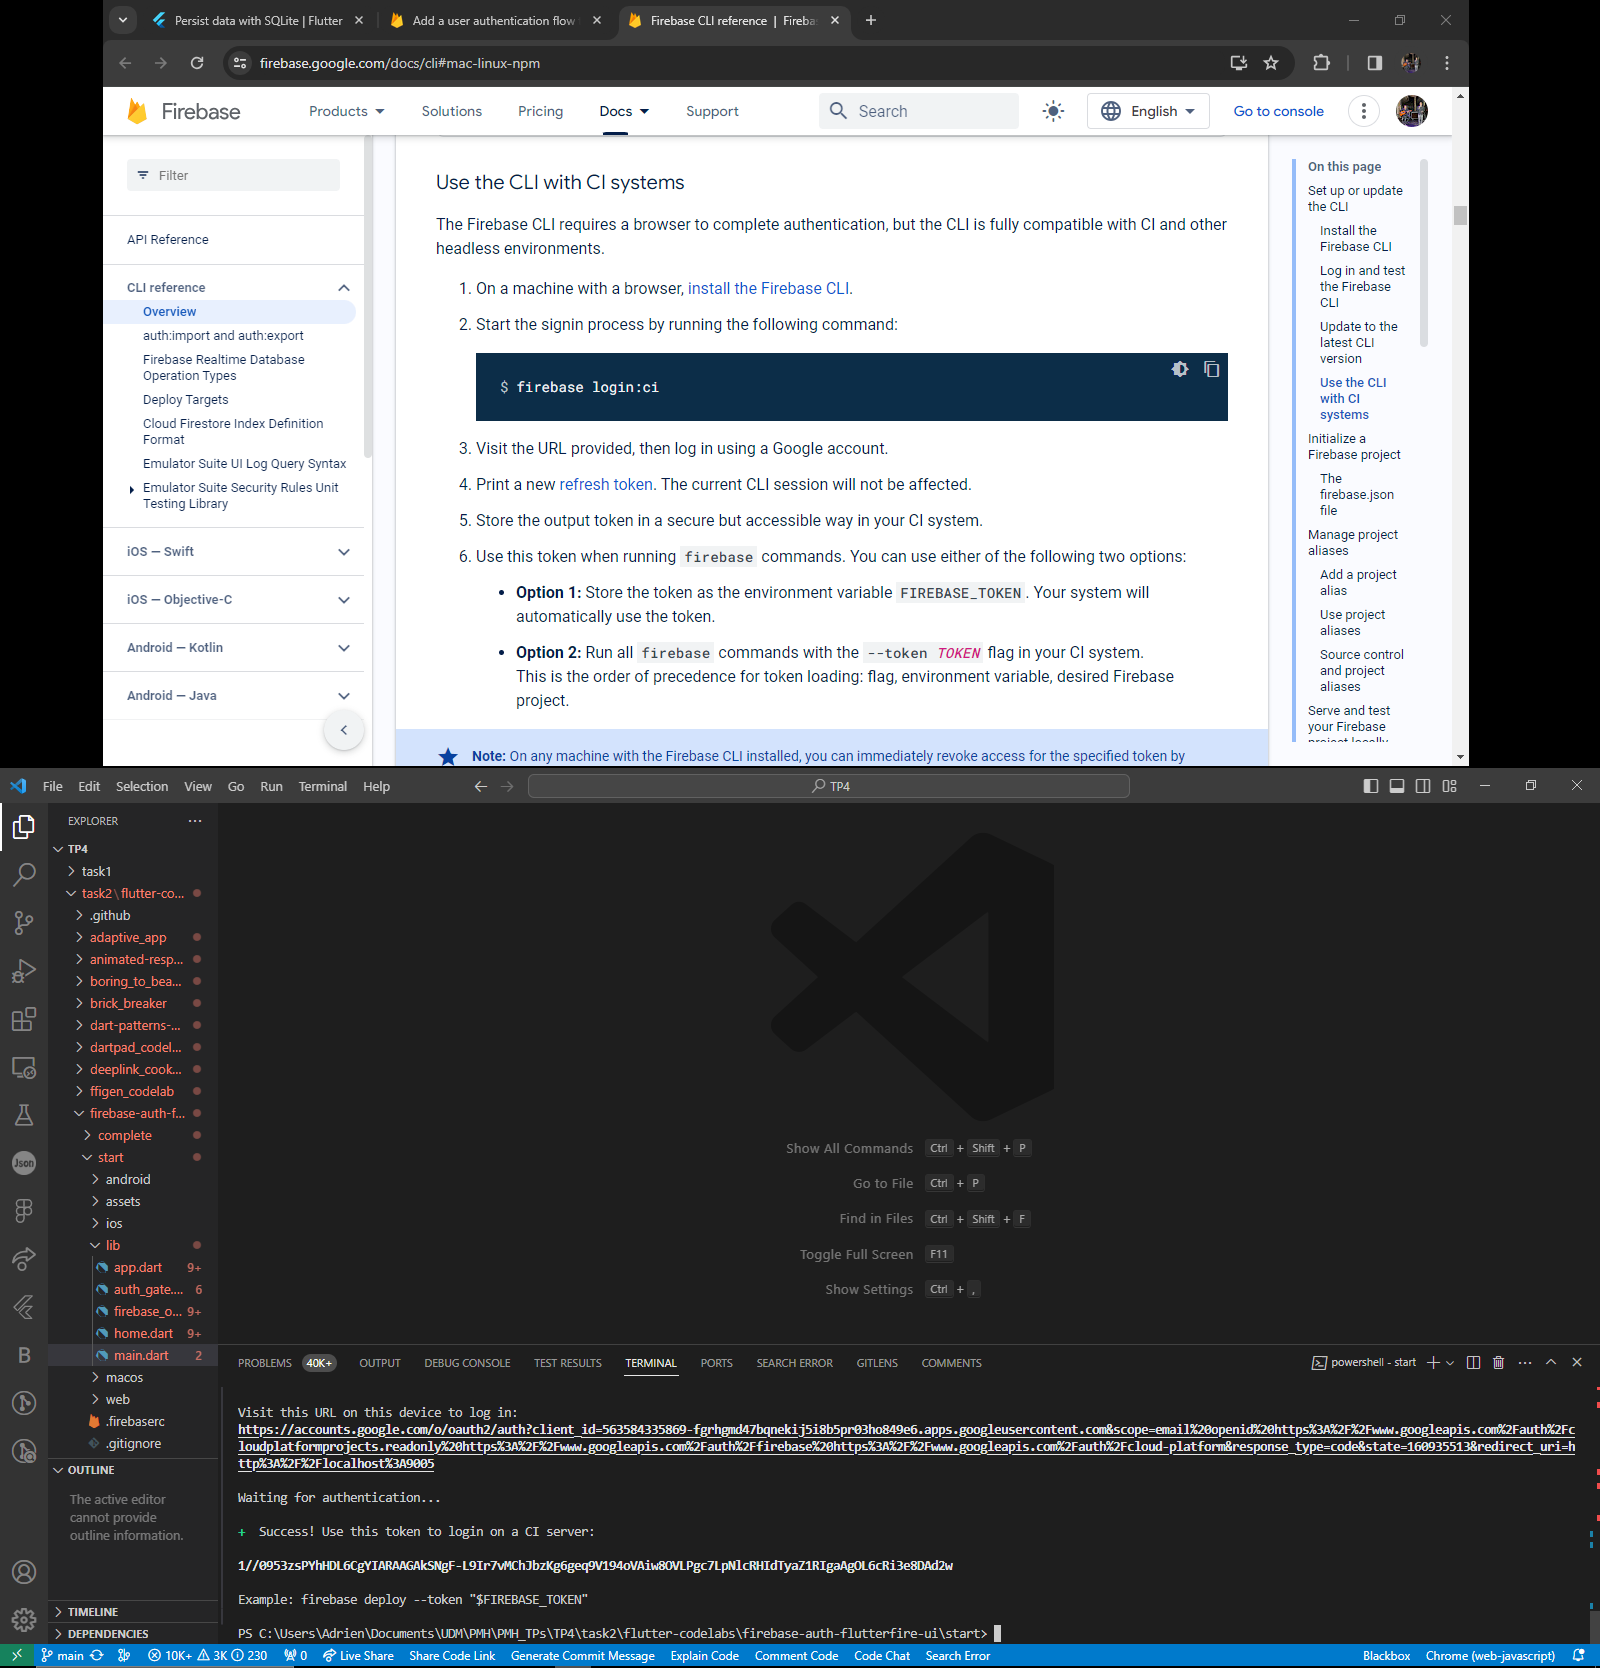 Persist data with SQLite | Flutter
Add a user authentication flow
Firebase CLI reference | Fireba
firebase.google.com/docs/cli#mac-linux-npm
Firebase
Products
Solutions
Pricing
Docs
Support
Search
English
Go to console
Filter
API Reference
CLI reference
Overview
auth:import and auth:export
Firebase Realtime Database
Operation Types
Deploy Targets
Cloud Firestore Index Definition
Format
Emulator Suite UI Log Query Syntax
Emulator Suite Security Rules Unit
Testing Library
iOS — Swift
iOS — Objective-C
Android — Kotlin
Android — Java
Use the CLI with CI systems
The Firebase CLI requires a browser to complete authentication, but the CLI is fully compatible with CI and other
headless environments.
1. On a machine with a browser, install the Firebase CLI.
2. Start the signin process by running the following command:
$ firebase login:ci
3. Visit the URL provided, then log in using a Google account.
4. Print a new refresh token. The current CLI session will not be affected.
5. Store the output token in a secure but accessible way in your CI system.
6. Use this token when running firebase commands. You can use either of the following two options:
• Option 1: Store the token as the environment variable FIREBASE_TOKEN. Your system will
automatically use the token.
• Option 2: Run all firebase commands with the --token TOKEN flag in your CI system.
This is the order of precedence for token loading: flag, environment variable, desired Firebase
project.
Note: On any machine with the Firebase CLI installed, you can immediately revoke access for the specified token by
On this page
Set up or update
the CLI
Install the
Firebase CLI
Log in and test
the Firebase
CLI
Update to the
latest CLI
version
Use the CLI
with CI
systems
Initialize a
Firebase project
The
firebase.json
file
Manage project
aliases
Add a project
alias
Use project
aliases
Source control
and project
aliases
Serve and test
your Firebase
project locally
File Edit Selection View Go Run Terminal Help
TP4
EXPLORER
TP4
task1
task2\flutter-co...
.github
adaptive_app
animated-resp...
boring_to_bea...
brick_breaker
dart-patterns-...
dartpad_codel...
deeplink_cook...
ffigen_codelab
firebase-auth-f...
complete
start
android
assets
ios
lib
app.dart 9+
auth_gate.... 6
firebase_o... 9+
home.dart 9+
main.dart 2
macos
web
.firebaserc
.gitignore
OUTLINE
The active editor
cannot provide
outline information.
TIMELINE
DEPENDENCIES
Json
B
Show All Commands Ctrl + Shift + P
Go to File Ctrl + P
Find in Files Ctrl + Shift + F
Toggle Full Screen F11
Show Settings Ctrl + ,
PROBLEMS 40K+ OUTPUT DEBUG CONSOLE TEST RESULTS TERMINAL PORTS SEARCH ERROR GITLENS COMMENTS
powershell - start
Visit this URL on this device to log in:
https://accounts.google.com/o/oauth2/auth?client_id=563584335869-fgrhgmd47bqnekij5i8b5pr03ho849e6.apps.googleusercontent.com&scope=email%20openid%20https%3A%2F%2Fwww.googleapis.com%2Fauth%2Fc
loudplatformprojects.readonly%20https%3A%2F%2Fwww.googleapis.com%2Fauth%2Ffirebase%20https%3A%2F%2Fwww.googleapis.com%2Fauth%2Fcloud-platform&response_type=code&state=160935513&redirect_uri=h
ttp%3A%2F%2Flocalhost%3A9005
Waiting for authentication...
+ Success! Use this token to login on a CI server:
1//0953zsPYhHDL6CgYIARAAGAkSNgF-L9Ir7vMChJbzKg6geq9V194oVAiw8OVLPgc7LpNlcRHIdTyaZ1RIgaAgOL6cRi3e8DAd2w
Example: firebase deploy --token "$FIREBASE_TOKEN"
PS C:\Users\Adrien\Documents\UDM\PMH\PMH_TPs\TP4\task2\flutter-codelabs\firebase-auth-flutterfire-ui\start>
main 10K+ 3K 230 0 Live Share Share Code Link Generate Commit Message Explain Code Comment Code Code Chat Search Error
Blackbox Chrome (web-javascript)